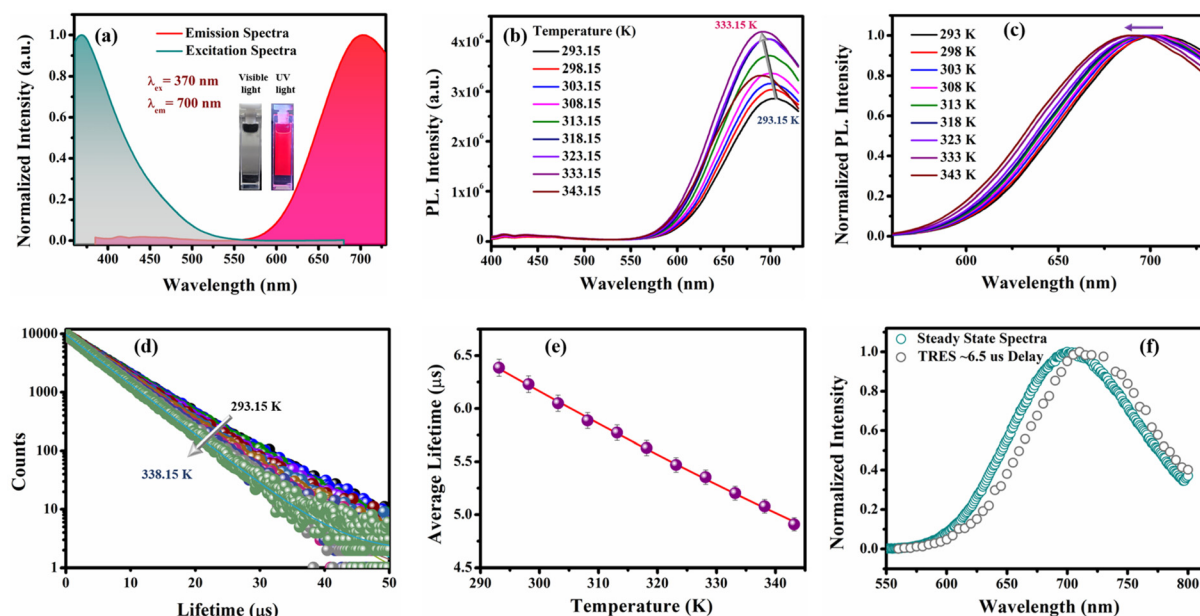 (a)
Emission Spectra
Excitation Spectra
λex = 370 nm
λem = 700 nm
Visible light
UV light
Normalized Intensity (a.u.)
1.0
0.8
0.6
0.4
0.2
0.0
400 450 500 550 600 650 700
Wavelength (nm)
(b)
Temperature (K)
293.15
298.15
303.15
308.15
313.15
318.15
323.15
333.15
343.15
333.15 K
293.15 K
PL. Intensity (a.u.)
4x10⁶
3x10⁶
2x10⁶
1x10⁶
0
400 450 500 550 600 650 700
Wavelength (nm)
(c)
293 K
298 K
303 K
308 K
313 K
318 K
323 K
333 K
343 K
Normalized PL. Intensity
1.0
0.8
0.6
0.4
0.2
0.0
600 650 700
Wavelength (nm)
(d)
293.15 K
338.15 K
Counts
10000
1000
100
10
1
0 10 20 30 40 50
Lifetime (μs)
(e)
Average Lifetime (μs)
6.5
6.0
5.5
5.0
4.5
290 300 310 320 330 340
Temperature (K)
Steady State Spectra
TRES ~6.5 us Delay
(f)
Normalized Intensity
1.0
0.8
0.6
0.4
0.2
0.0
550 600 650 700 750 800
Wavelength (nm)